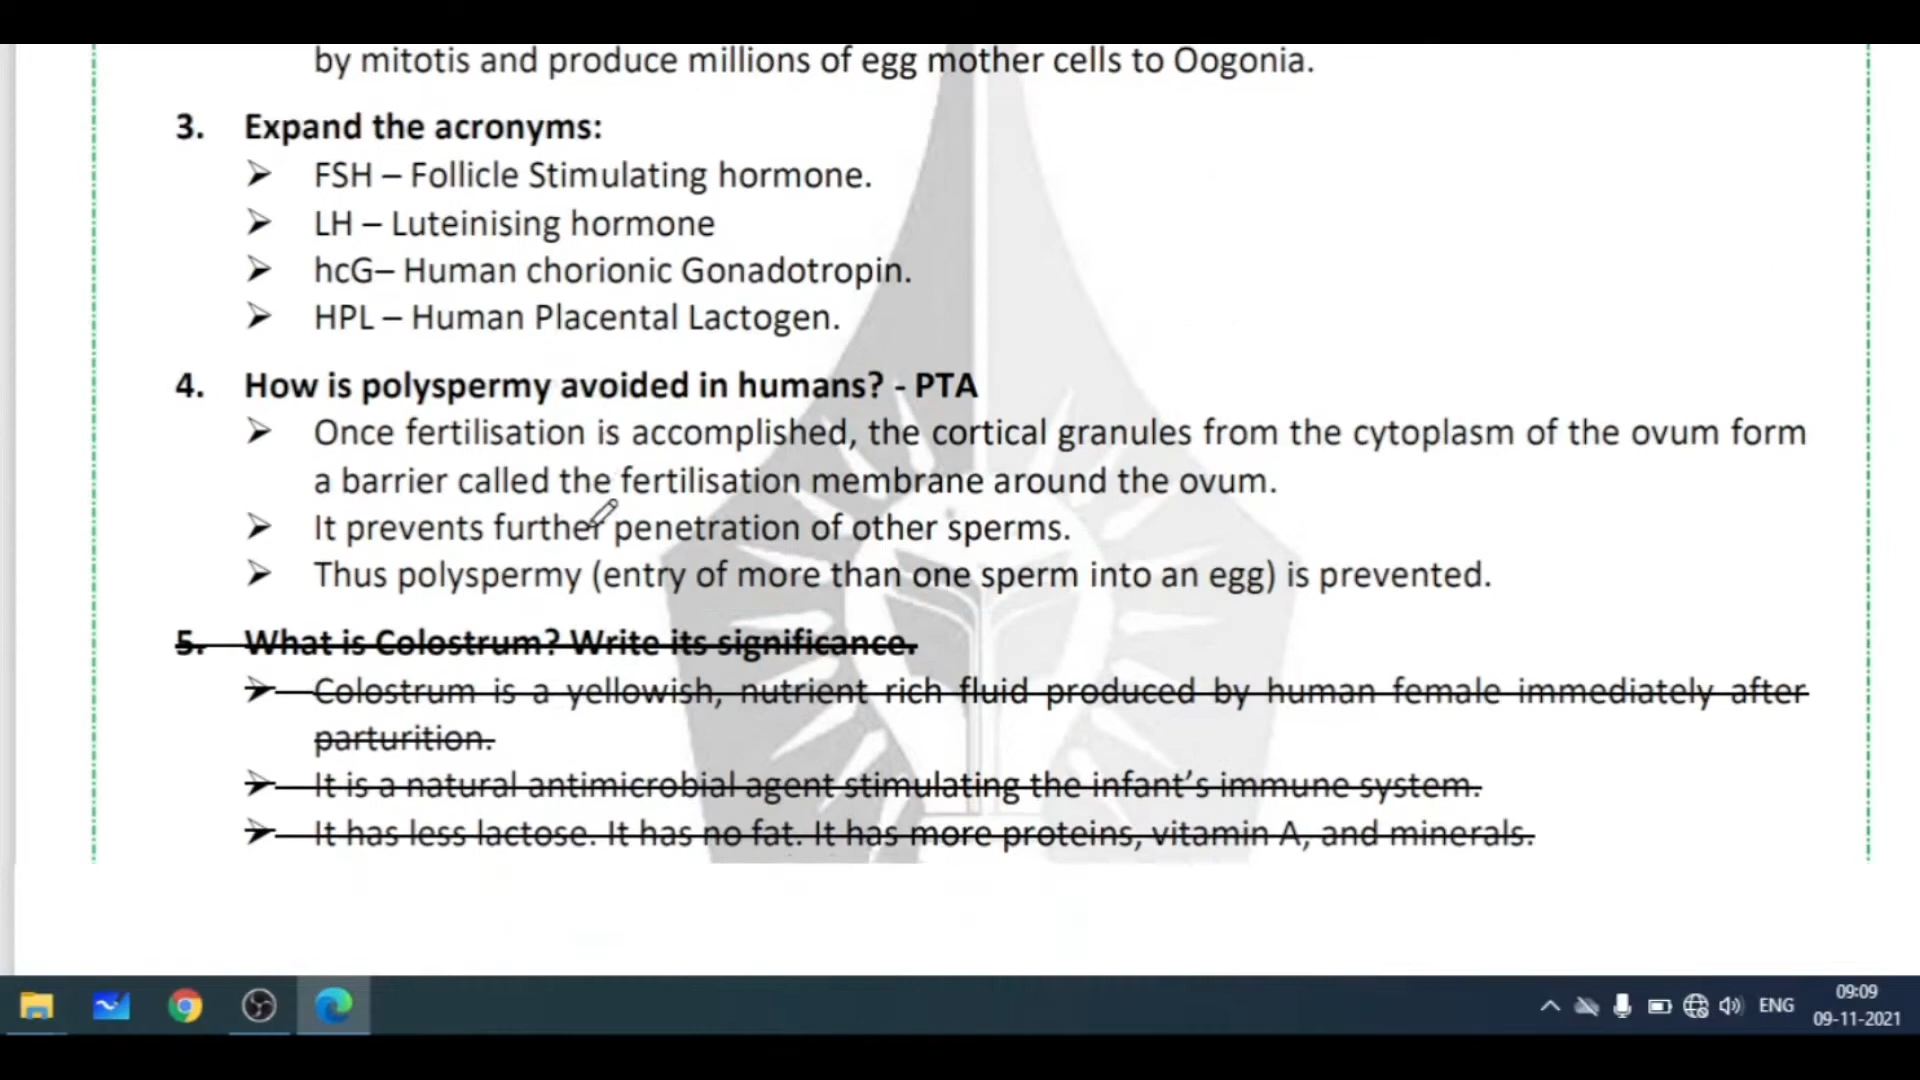 by mitotis and produce millions of egg mother cells to Oogonia.
3. Expand the acronyms:
➢ FSH – Follicle Stimulating hormone.
➢ LH – Luteinising hormone
➢ hcG– Human chorionic Gonadotropin.
➢ HPL – Human Placental Lactogen.
4. How is polyspermy avoided in humans? - PTA
➢ Once fertilisation is accomplished, the cortical granules from the cytoplasm of the ovum form
a barrier called the fertilisation membrane around the ovum.
➢ It prevents further penetration of other sperms.
➢ Thus polyspermy (entry of more than one sperm into an egg) is prevented.
5. What is Colostrum? Write its significance.
➢ Colostrum is a yellowish, nutrient rich fluid produced by human female immediately after
parturition.
➢ It is a natural antimicrobial agent stimulating the infant’s immune system.
➢ It has less lactose. It has no fat. It has more proteins, vitamin A, and minerals.
ENG
09:09
09-11-2021